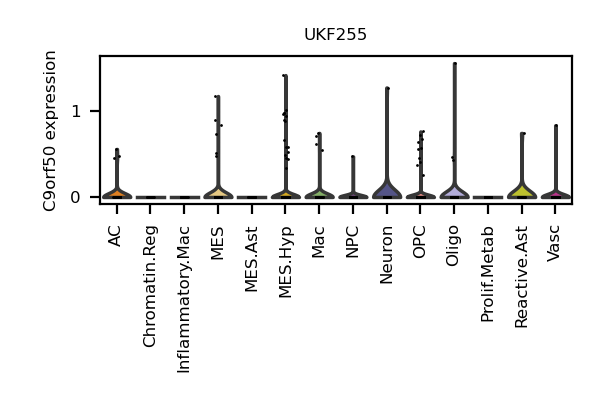 UKF255
C9orf50 expression
1
0
AC
Chromatin.Reg
Inflammatory.Mac
MES
MES.Ast
MES.Hyp
Mac
NPC
Neuron
OPC
Oligo
Prolif.Metab
Reactive.Ast
Vasc